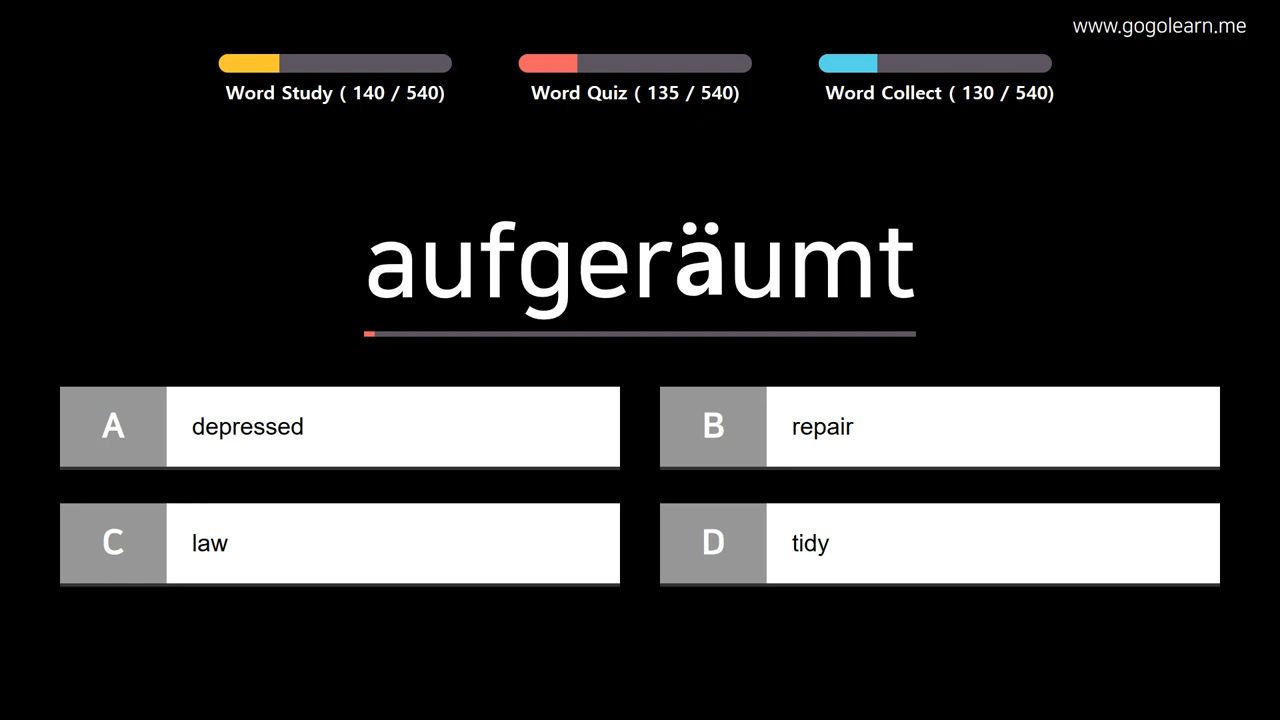 www.gogolearn.me
Word Study ( 140 / 540)
Word Quiz ( 135 / 540)
Word Collect ( 130 / 540)
aufgeräumt
A depressed
B repair
C law
D tidy